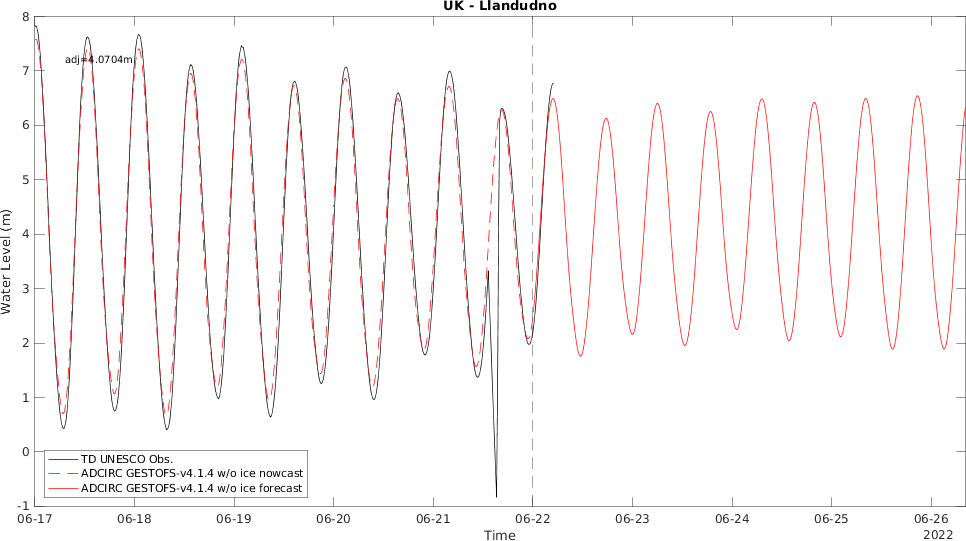 UK - Llandudno
adj=4.0704m
8
7
6
5
4
3
2
1
0
-1
Water Level (m)
TD UNESCO Obs.
ADCIRC GESTOFS-v4.1.4 w/o ice nowcast
ADCIRC GESTOFS-v4.1.4 w/o ice forecast
06-17 06-18 06-19 06-20 06-21 06-22 06-23 06-24 06-25 06-26
Time
2022